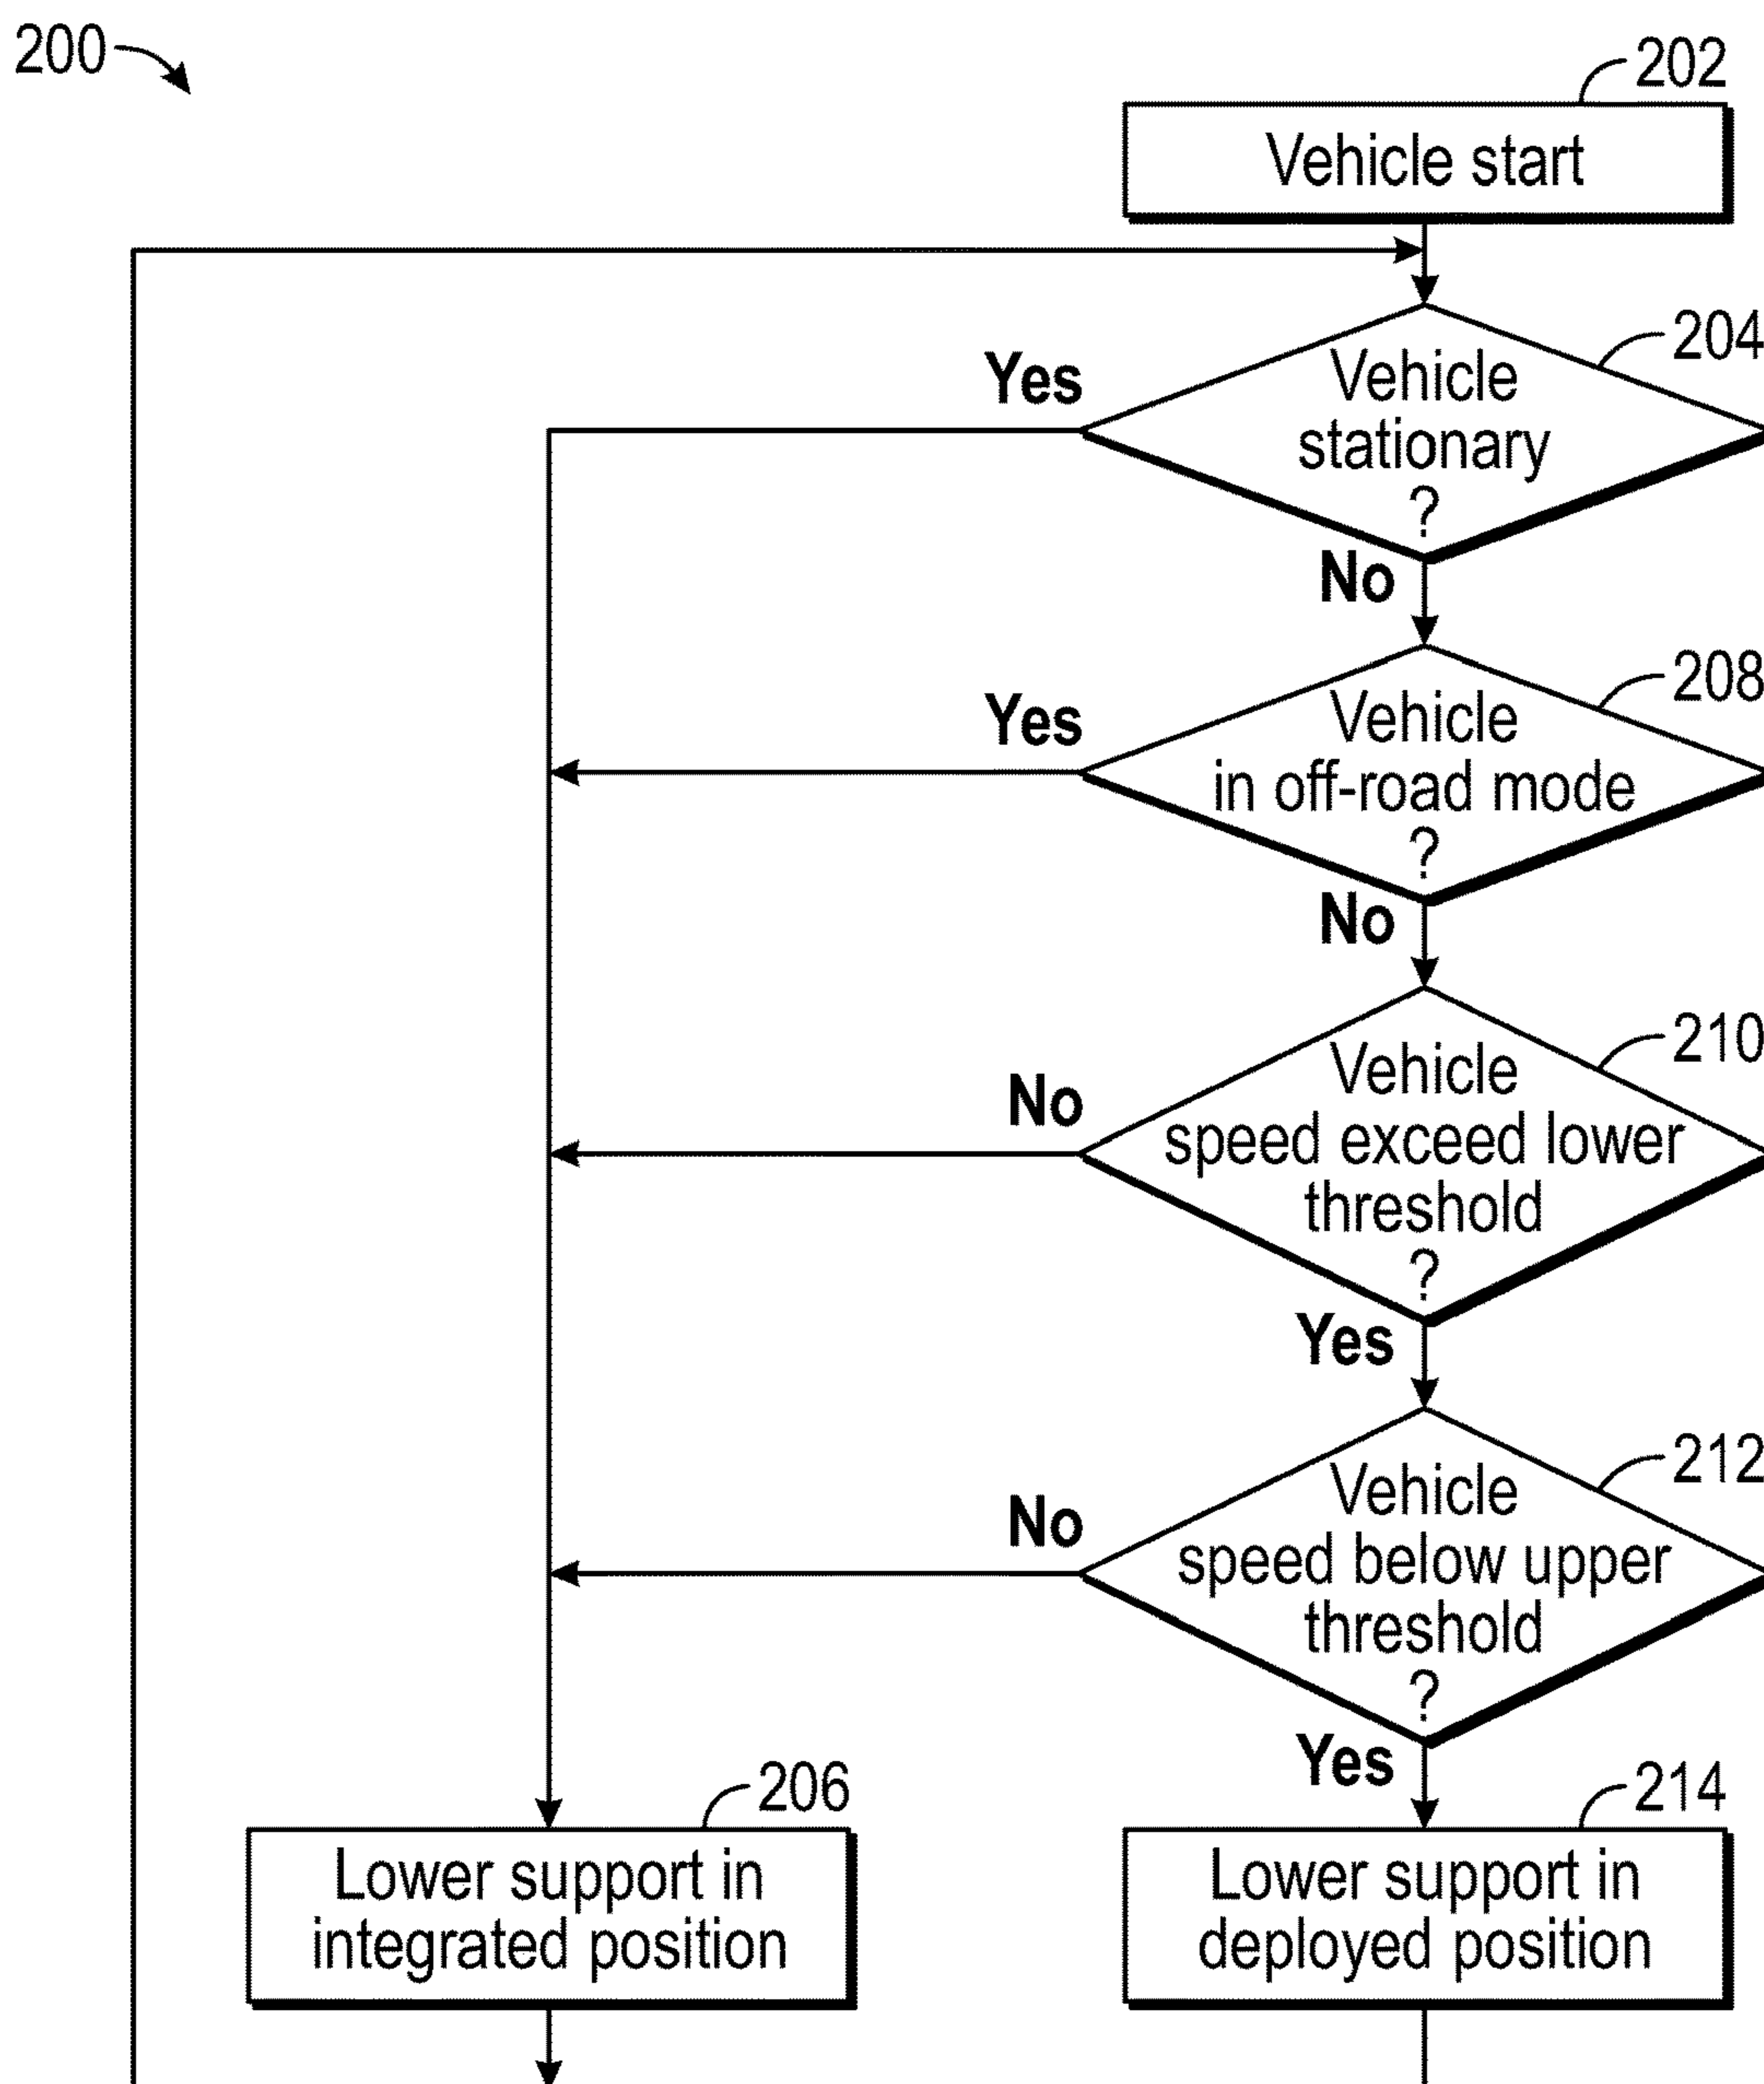 200
202
Vehicle start
204
Yes
Vehicle
stationary
?
No
208
Yes
Vehicle
in off-road mode
?
No
210
No
Vehicle
speed exceed lower
threshold
?
Yes
212
No
Vehicle
speed below upper
threshold
?
Yes
206
214
Lower support in
integrated position
Lower support in
deployed position